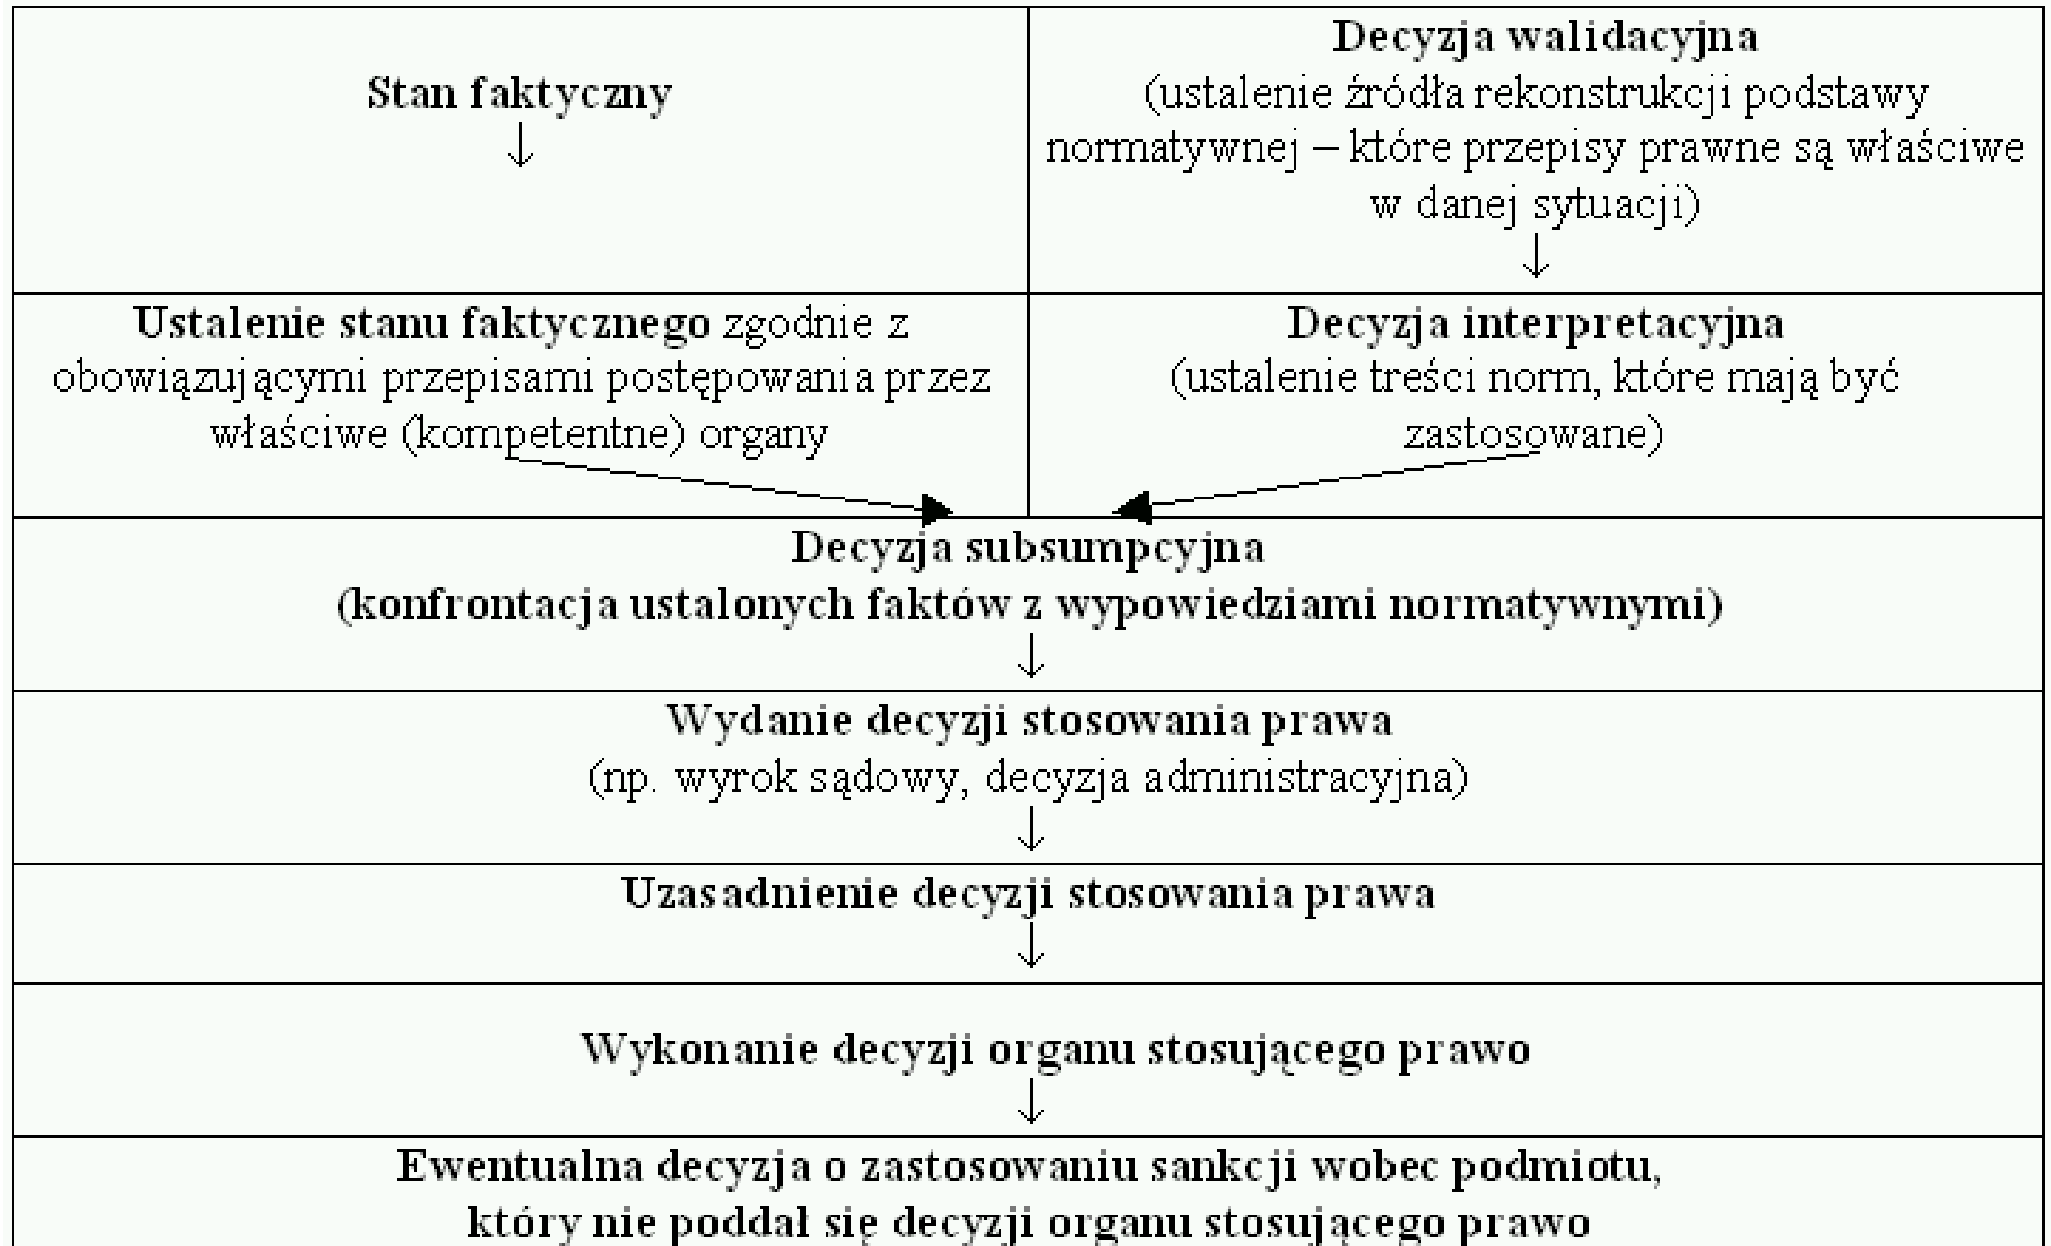 Stan faktyczny
↓
Decyzja walidacyjna
(ustalenie źródła rekonstrukcji podstawy
normatywnej – które przepisy prawne są właściwe
w danej sytuacji)
↓
Ustalenie stanu faktycznego zgodnie z
obowiązującymi przepisami postępowania przez
właściwe (kompetentne) organy
Decyzja interpretacyjna
(ustalenie treści norm, które mają być
zastosowane)
Decyzja subsumpcyjna
(konfrontacja ustalonych faktów z wypowiedziami normatywnymi)
↓
Wydanie decyzji stosowania prawa
(np. wyrok sądowy, decyzja administracyjna)
↓
Uzasadnienie decyzji stosowania prawa
↓
Wykonanie decyzji organu stosującego prawo
↓
Ewentualna decyzja o zastosowaniu sankcji wobec podmiotu,
który nie poddał się decyzji organu stosującego prawo